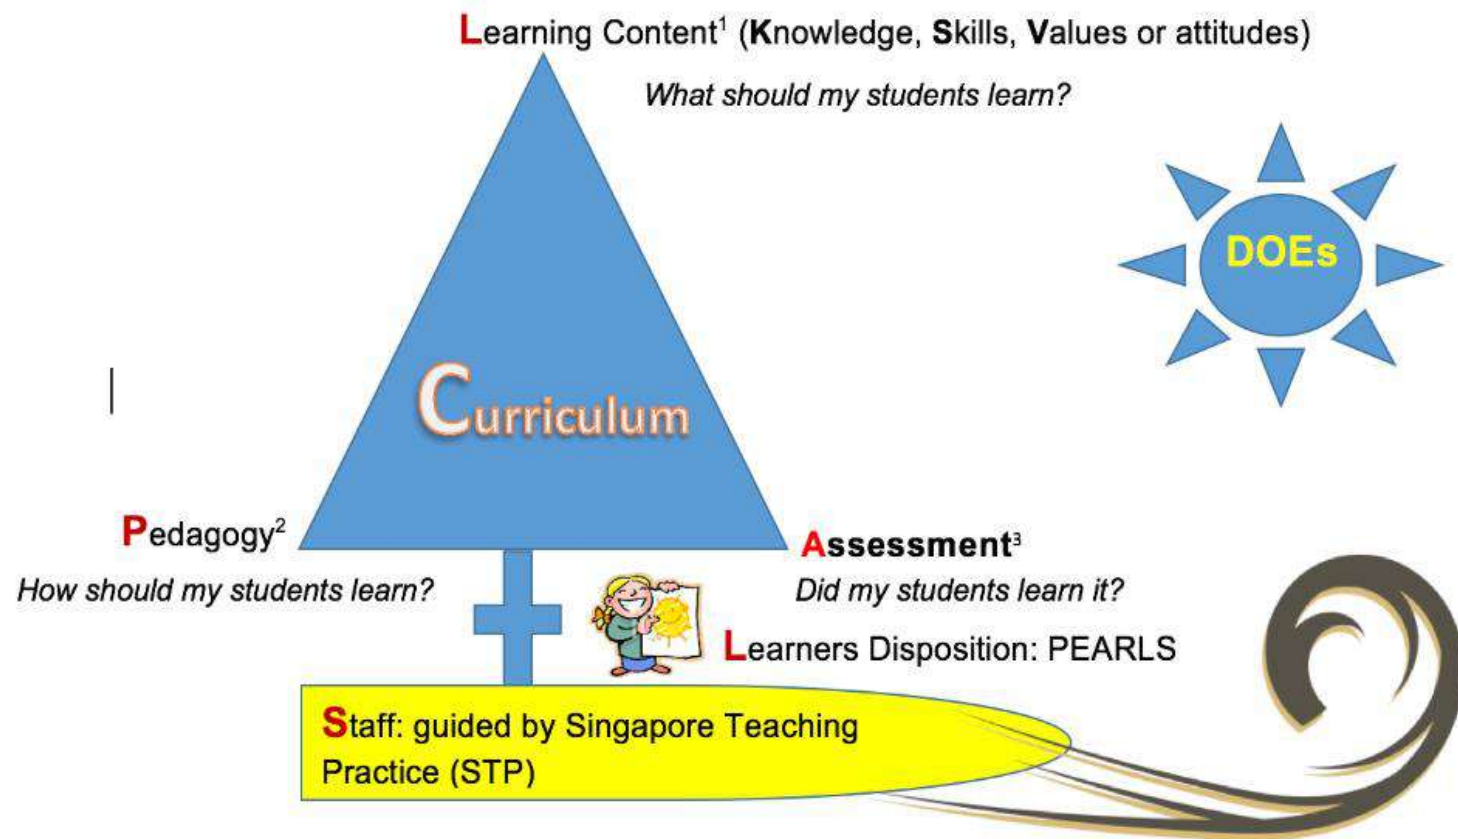 Learning Content¹ (Knowledge, Skills, Values or attitudes)
What should my students learn?
DOEs
Curriculum
Pedagogy²
How should my students learn?
Assessment³
Did my students learn it?
Learners Disposition: PEARLS
Staff: guided by Singapore Teaching
Practice (STP)